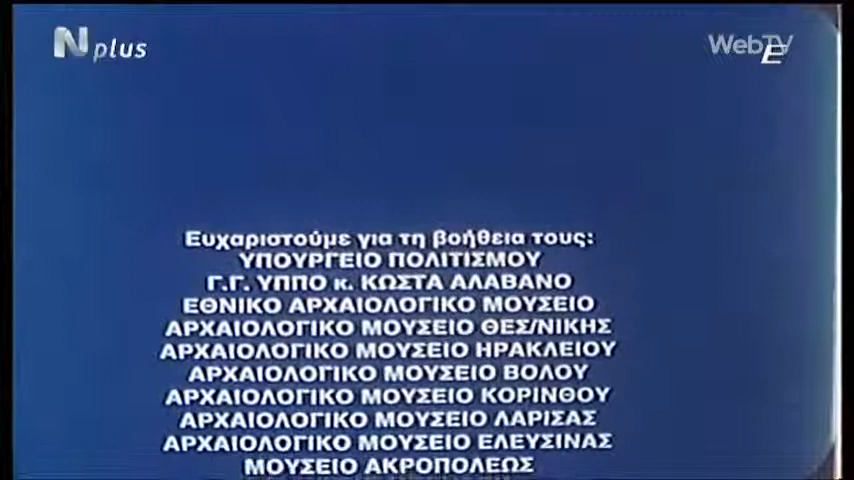 N plus
WebTV
E
Ευχαριστούμε για τη βοήθεια τους:
ΥΠΟΥΡΓΕΙΟ ΠΟΛΙΤΙΣΜΟΥ
Γ.Γ. ΥΠΠΟ κ. ΚΩΣΤΑ ΑΛΑΒΑΝΟ
ΕΘΝΙΚΟ ΑΡΧΑΙΟΛΟΓΙΚΟ ΜΟΥΣΕΙΟ
ΑΡΧΑΙΟΛΟΓΙΚΟ ΜΟΥΣΕΙΟ ΘΕΣ/ΝΙΚΗΣ
ΑΡΧΑΙΟΛΟΓΙΚΟ ΜΟΥΣΕΙΟ ΗΡΑΚΛΕΙΟΥ
ΑΡΧΑΙΟΛΟΓΙΚΟ ΜΟΥΣΕΙΟ ΒΟΛΟΥ
ΑΡΧΑΙΟΛΟΓΙΚΟ ΜΟΥΣΕΙΟ ΚΟΡΙΝΘΟΥ
ΑΡΧΑΙΟΛΟΓΙΚΟ ΜΟΥΣΕΙΟ ΛΑΡΙΣΑΣ
ΑΡΧΑΙΟΛΟΓΙΚΟ ΜΟΥΣΕΙΟ ΕΛΕΥΣΙΝΑΣ
ΜΟΥΣΕΙΟ ΑΚΡΟΠΟΛΕΩΣ